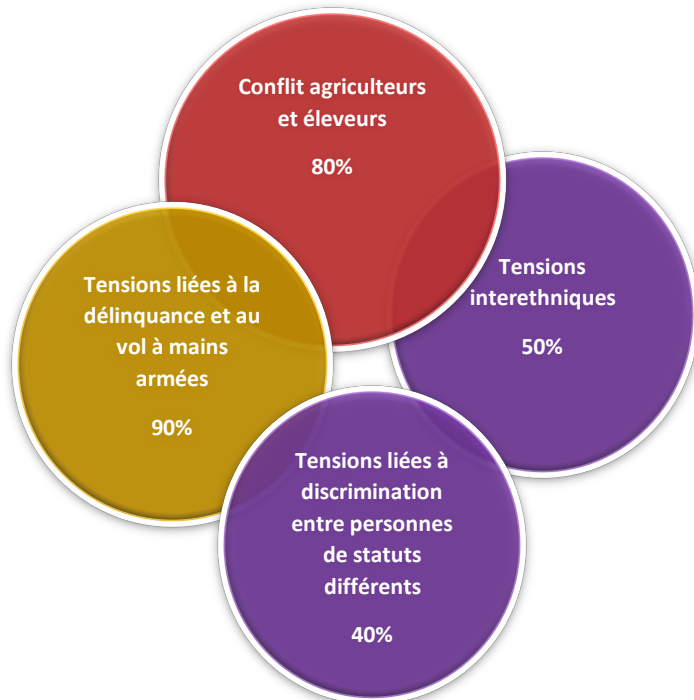 Conflit agriculteurs
et éleveurs
80%
Tensions
interethniques
50%
Tensions liées à la
délinquance et au
vol à mains
armées
90%
Tensions liées à
discrimination
entre personnes
de statuts
différents
40%